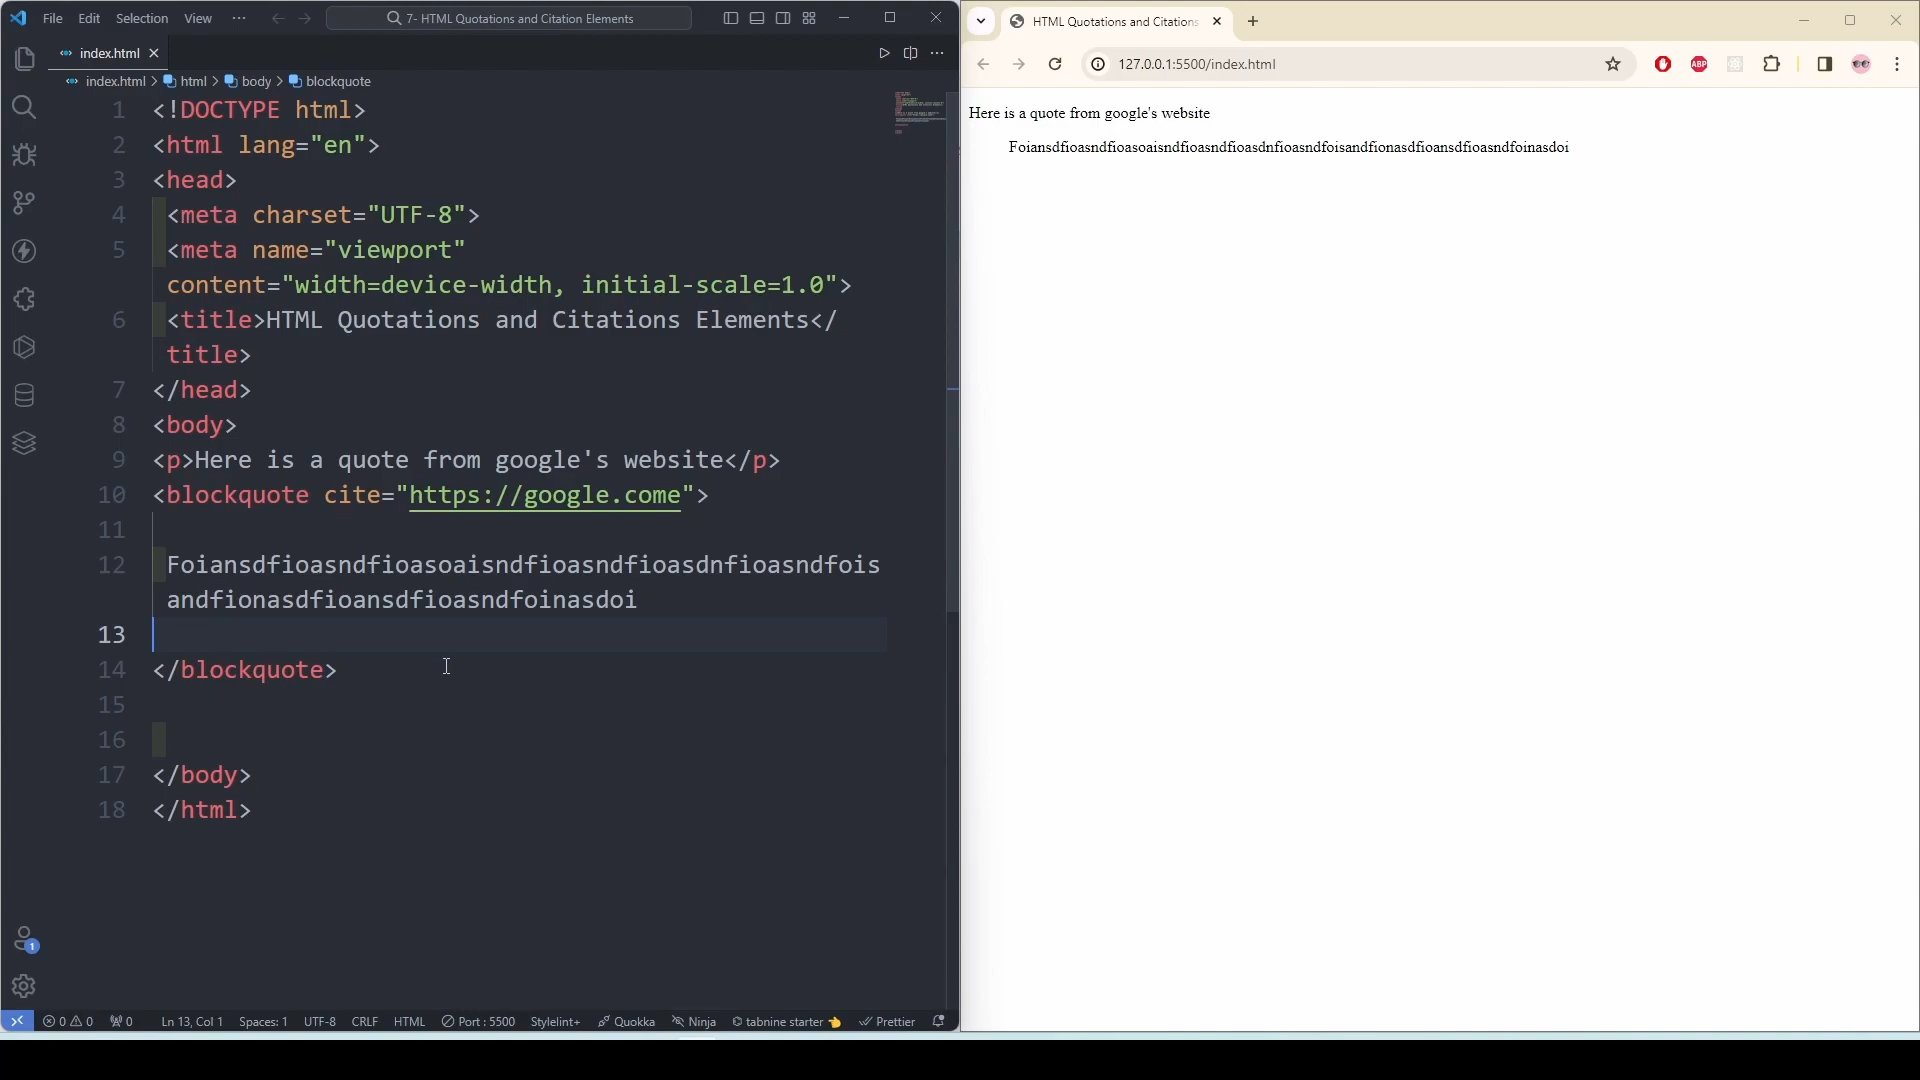 File Edit Selection View ··· 7- HTML Quotations and Citation Elements
index.html
index.html > html > body > blockquote
1 <!DOCTYPE html>
2 <html lang="en">
3 <head>
4 <meta charset="UTF-8">
5 <meta name="viewport"
content="width=device-width, initial-scale=1.0">
6 <title>HTML Quotations and Citations Elements</
title>
7 </head>
8 <body>
9 <p>Here is a quote from google's website</p>
10 <blockquote cite="https://google.come">
11
12 Foiansdfioasndfioasoaisndfioasndfioasdnfioasndfois
andfionasdfioansdfioasndfoinasdoi
13
14 </blockquote>
15
16
17 </body>
18 </html>
1
0 0 0 Ln 13, Col 1 Spaces: 1 UTF-8 CRLF HTML Port : 5500 Stylelint+ Quokka Ninja tabnine starter Prettier
HTML Quotations and Citations
127.0.0.1:5500/index.html ABP
Here is a quote from google's website
Foiansdfioasndfioasoaisndfioasndfioasdnfioasndfoisandfionasdfioansdfioasndfoinasdoi